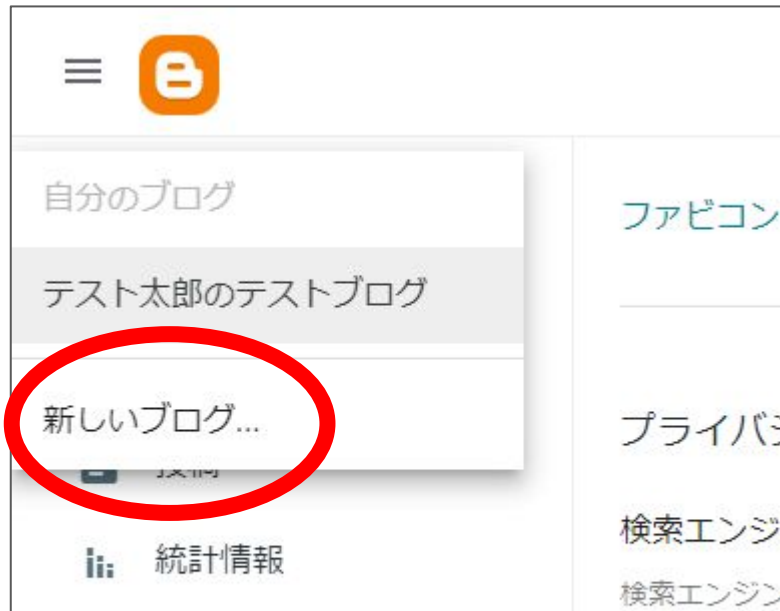 自分のブログ
ファビコン
テスト太郎のテストブログ
新しいブログ...
プライバシ
投稿
検索エンジ
統計情報
検索エンジン